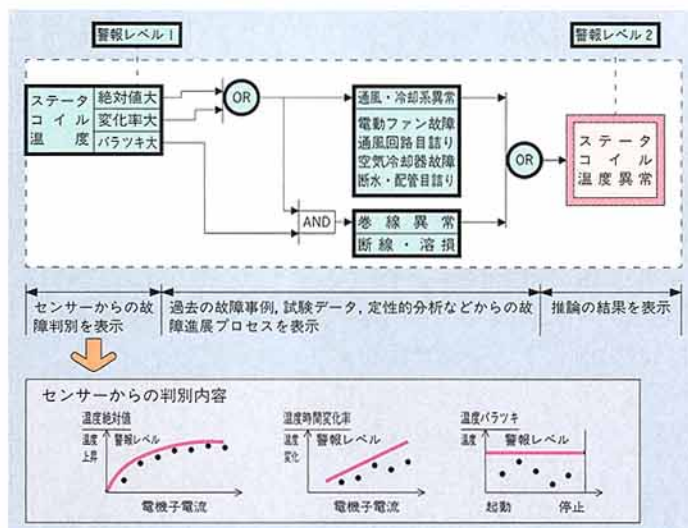 警報レベル1
警報レベル2
ステータ
コイル
温度
絶対値大
変化率大
バラツキ大
OR
AND
通風・冷却系異常
電動ファン故障
通風回路目詰り
空気冷却器故障
断水・配管目詰り
巻線異常
断線・溶損
OR
ステータ
コイル
温度異常
センサーからの故
障判別を表示
過去の故障事例,試験データ,定性的分析などからの故
障進展プロセスを表示
推論の結果を表示
センサーからの判別内容
温度絶対値
温度
上昇
警報レベル
電機子電流
温度時間変化率
温度
変化
警報レベル
電機子電流
温度バラツキ
温度
警報レベル
起動
停止